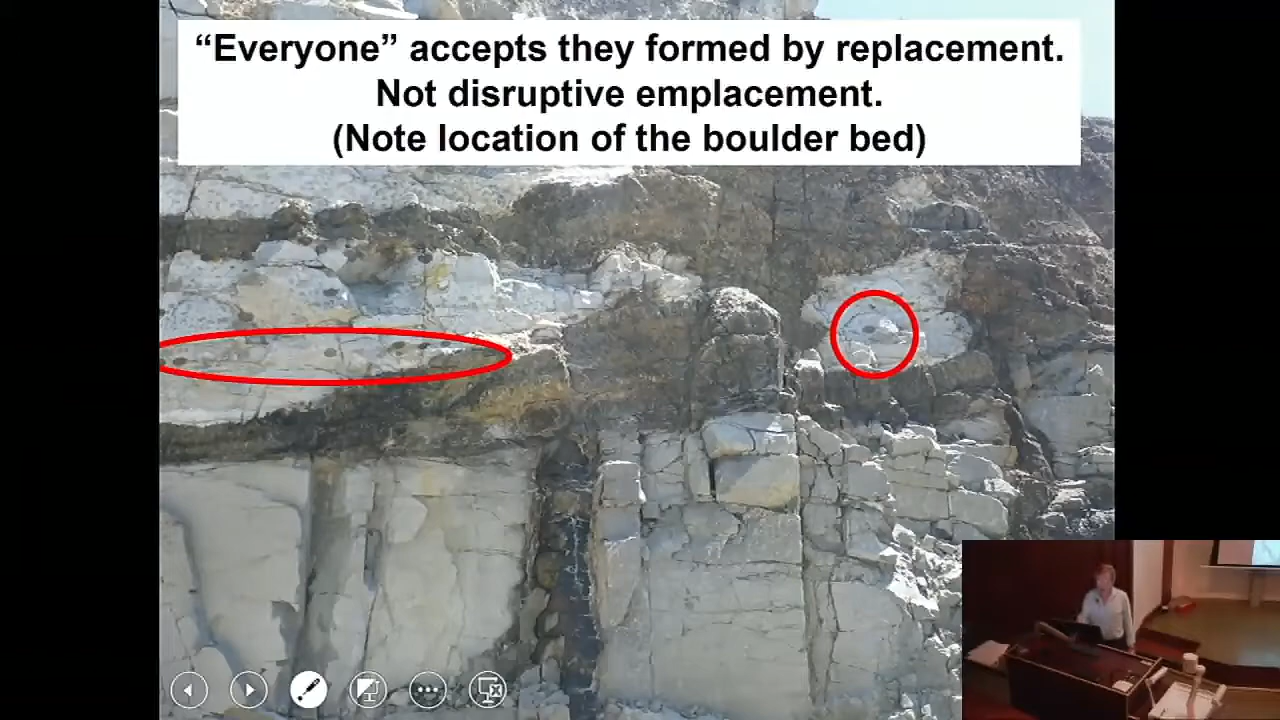 “Everyone” accepts they formed by replacement.
Not disruptive emplacement.
(Note location of the boulder bed)